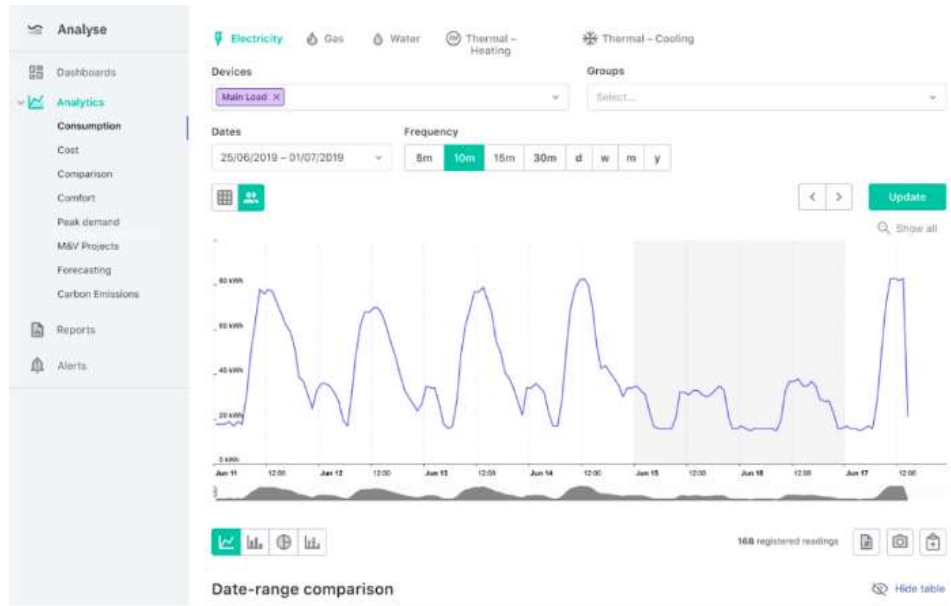 Analyse
Dashboards
Analytics
Consumption
Cost
Comparison
Comfort
Peak demand
M&V Projects
Forecasting
Carbon Emissions
Reports
Alerts
Electricity Gas Water Thermal – Heating Thermal – Cooling
Devices Groups
Main Load × Select...
Dates Frequency
25/06/2019 – 01/07/2019 5m 10m 15m 30m d w m y
< > Update
Show all
80 kWh
60 kWh
40 kWh
20 kWh
0 kWh
Jun 11 12:00 Jun 12 12:00 Jun 13 12:00 Jun 14 12:00 Jun 15 12:00 Jun 16 12:00 Jun 17 12:00
168 registered readings
Date-range comparison Hide table